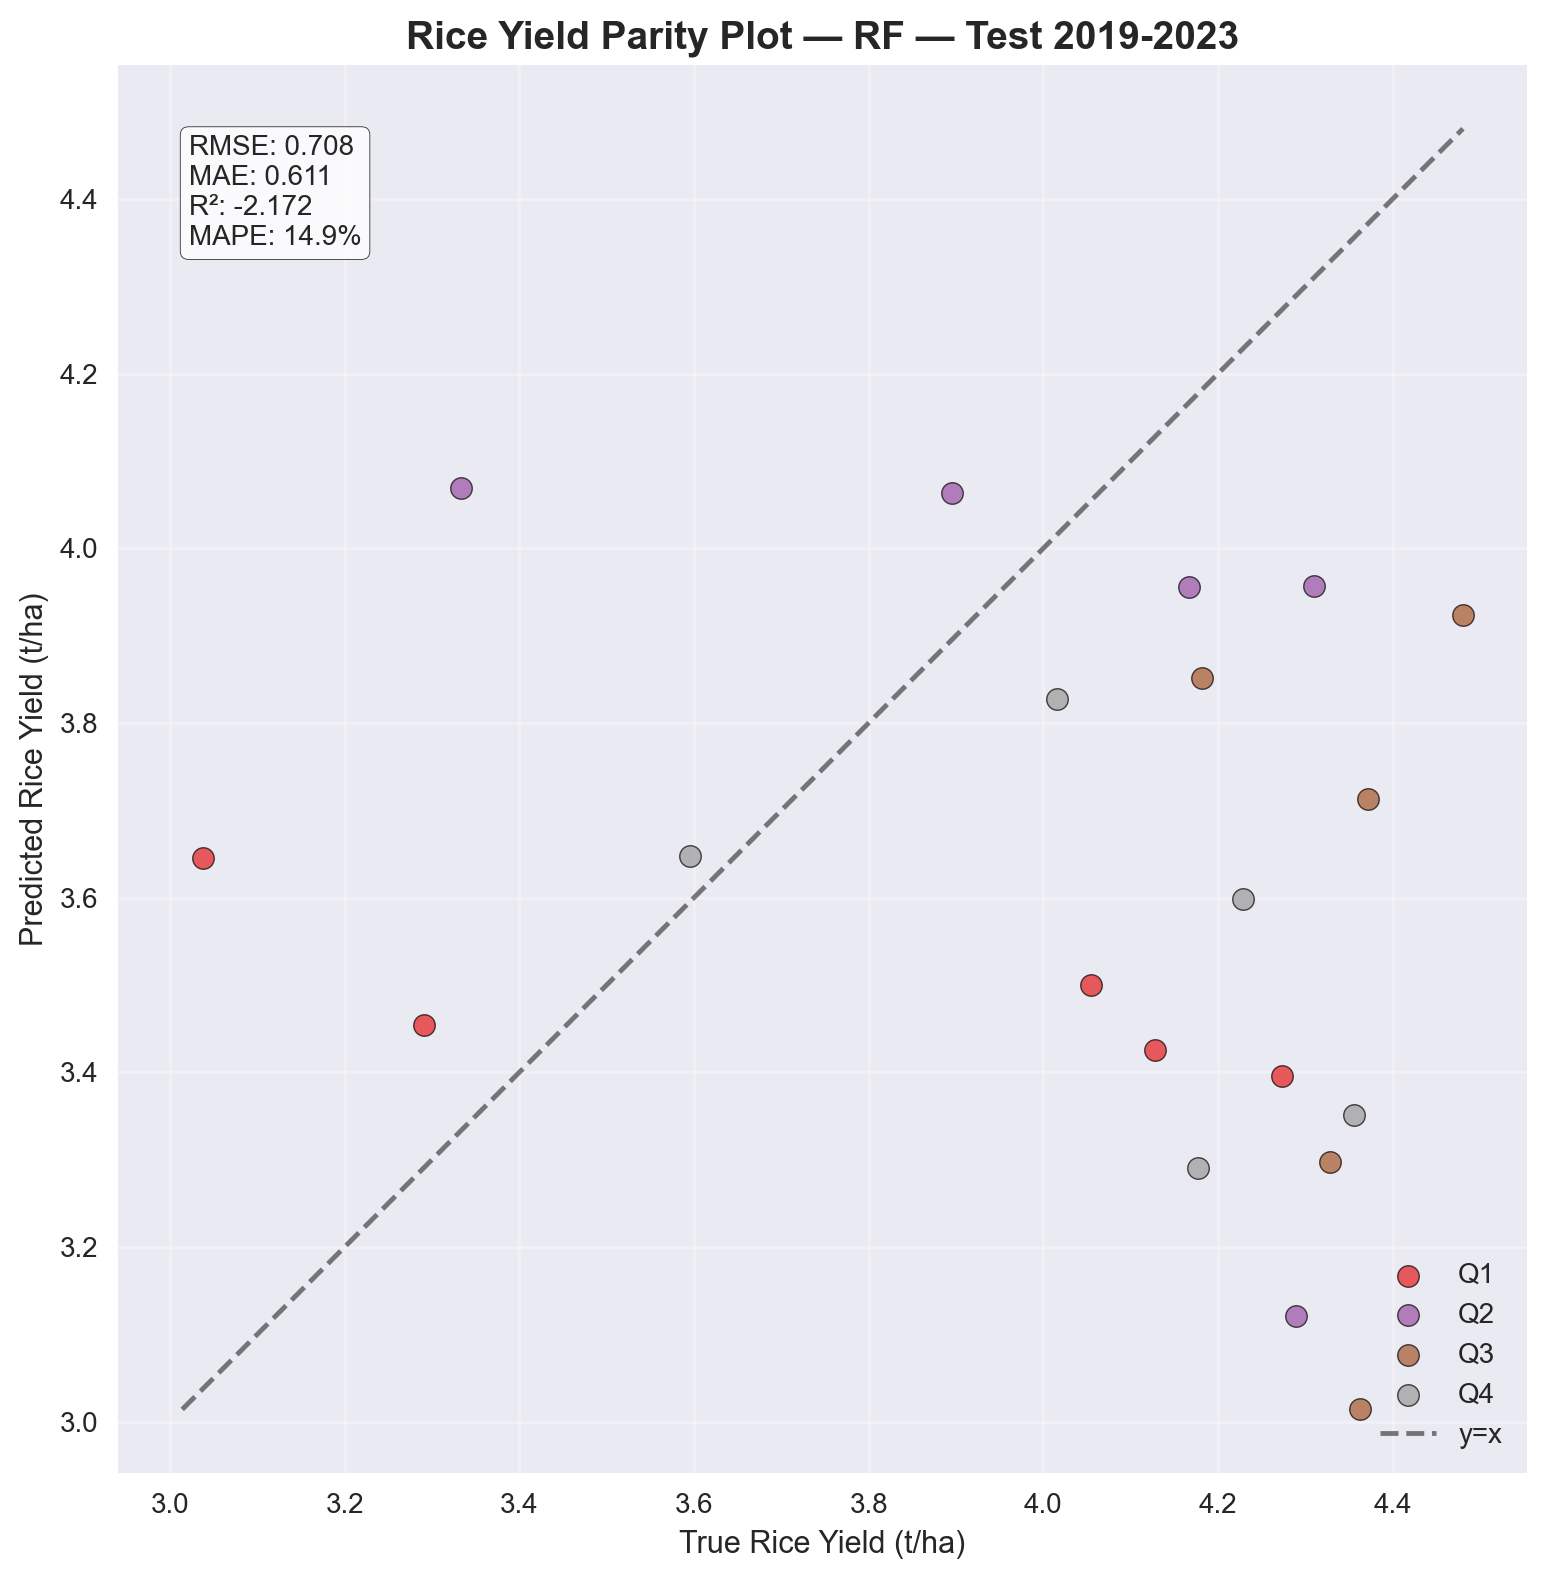 Rice Yield Parity Plot — RF — Test 2019-2023
RMSE: 0.708
MAE: 0.611
R²: -2.172
MAPE: 14.9%
Predicted Rice Yield (t/ha)
4.4
4.2
4.0
3.8
3.6
3.4
3.2
3.0
Q1
Q2
Q3
Q4
y=x
3.0 3.2 3.4 3.6 3.8 4.0 4.2 4.4
True Rice Yield (t/ha)